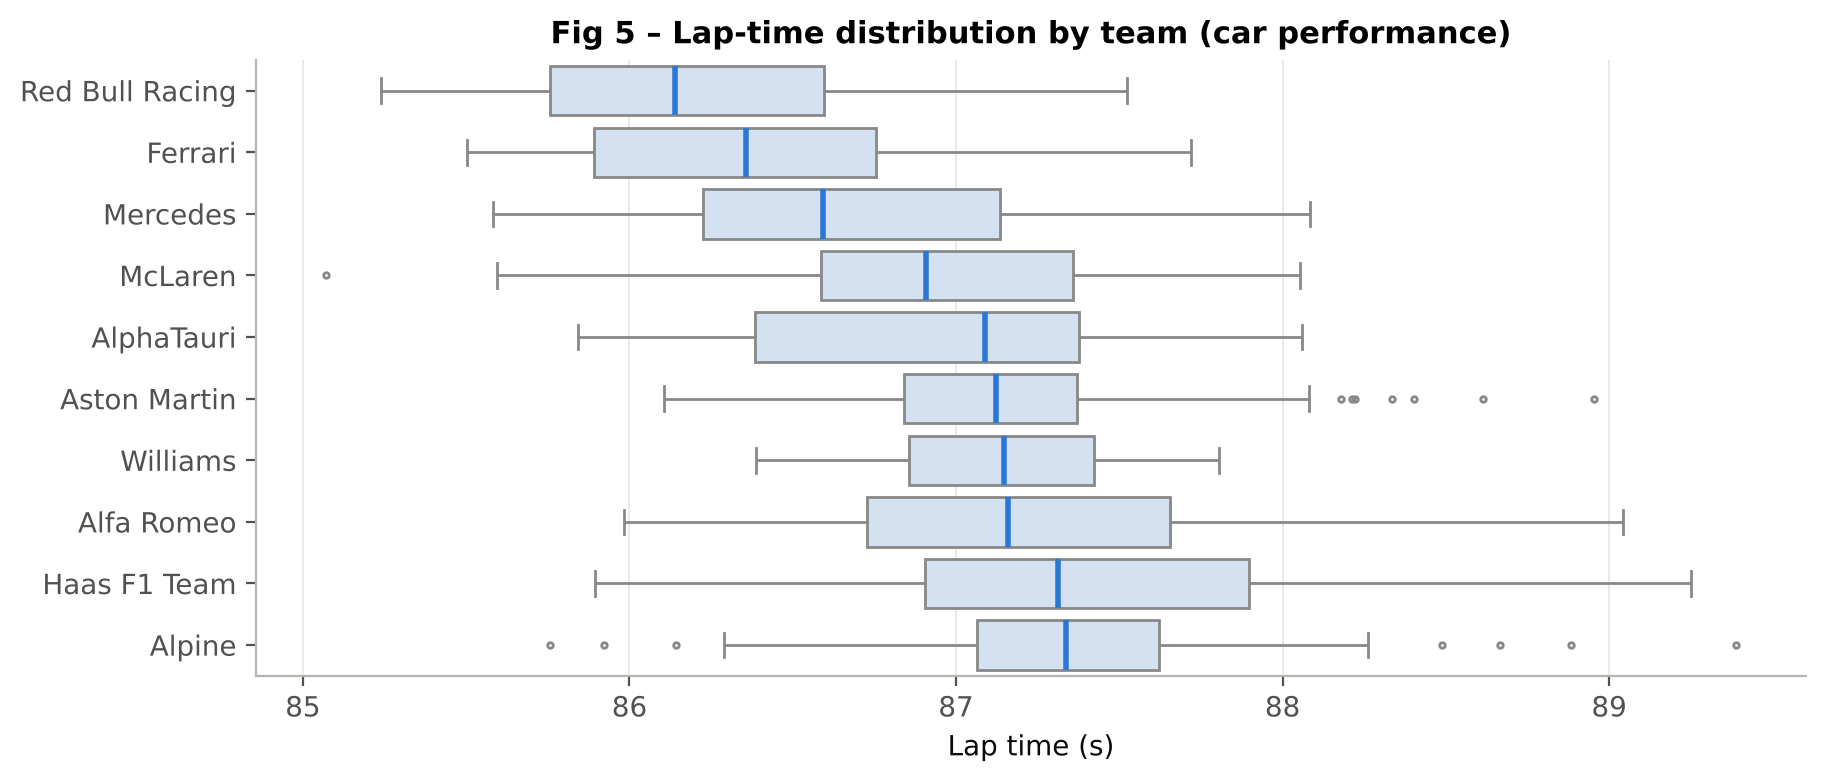 Fig 5 – Lap-time distribution by team (car performance)
Red Bull Racing
Ferrari
Mercedes
McLaren
AlphaTauri
Aston Martin
Williams
Alfa Romeo
Haas F1 Team
Alpine
85 86 87 88 89
Lap time (s)